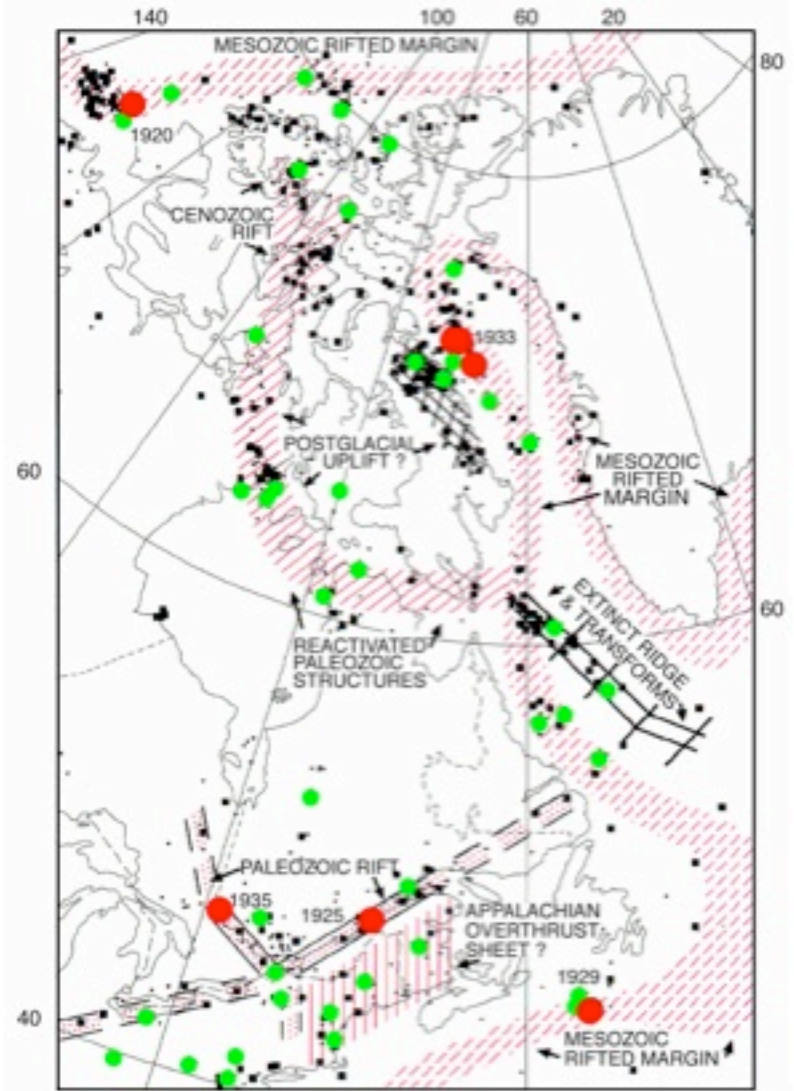 140 100 60 20
MESOZOIC RIFTED MARGIN
80
1920
CENOZOIC
RIFT
1933
POSTGLACIAL
UPLIFT ?
MESOZOIC
RIFTED
MARGIN
60
EXTINCT RIDGE
& TRANSFORMS
60
REACTIVATED
PALEOZOIC
STRUCTURES
PALEOZOIC RIFT
1935
1925
APPALACHIAN
OVERTHRUST
SHEET ?
1929
40
MESOZOIC
RIFTED MARGIN